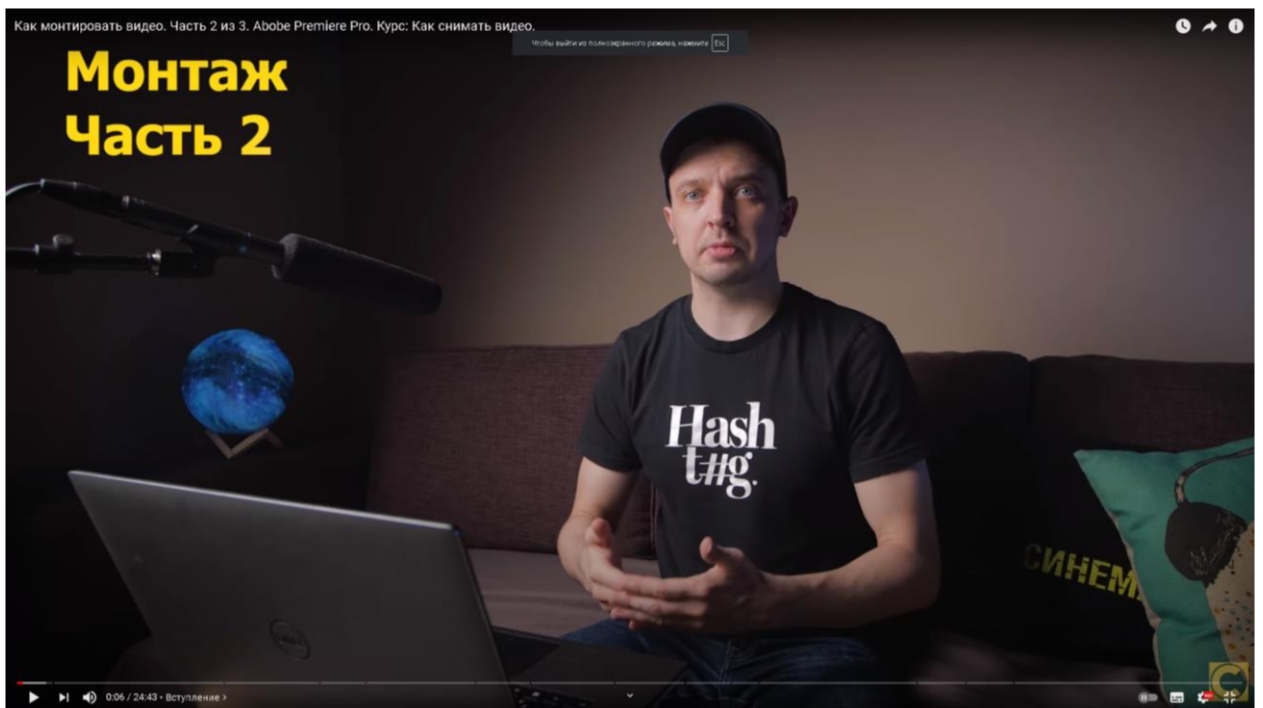 Как монтировать видео. Часть 2 из 3. Abobe Premiere Pro. Курс: Как снимать видео.
Чтобы выйти из полноэкранного режима, нажмите Esc
Монтаж
Часть 2
Hash
t#g.
DELL
СИНЕМ
0:06 / 24:43 • Вступление >